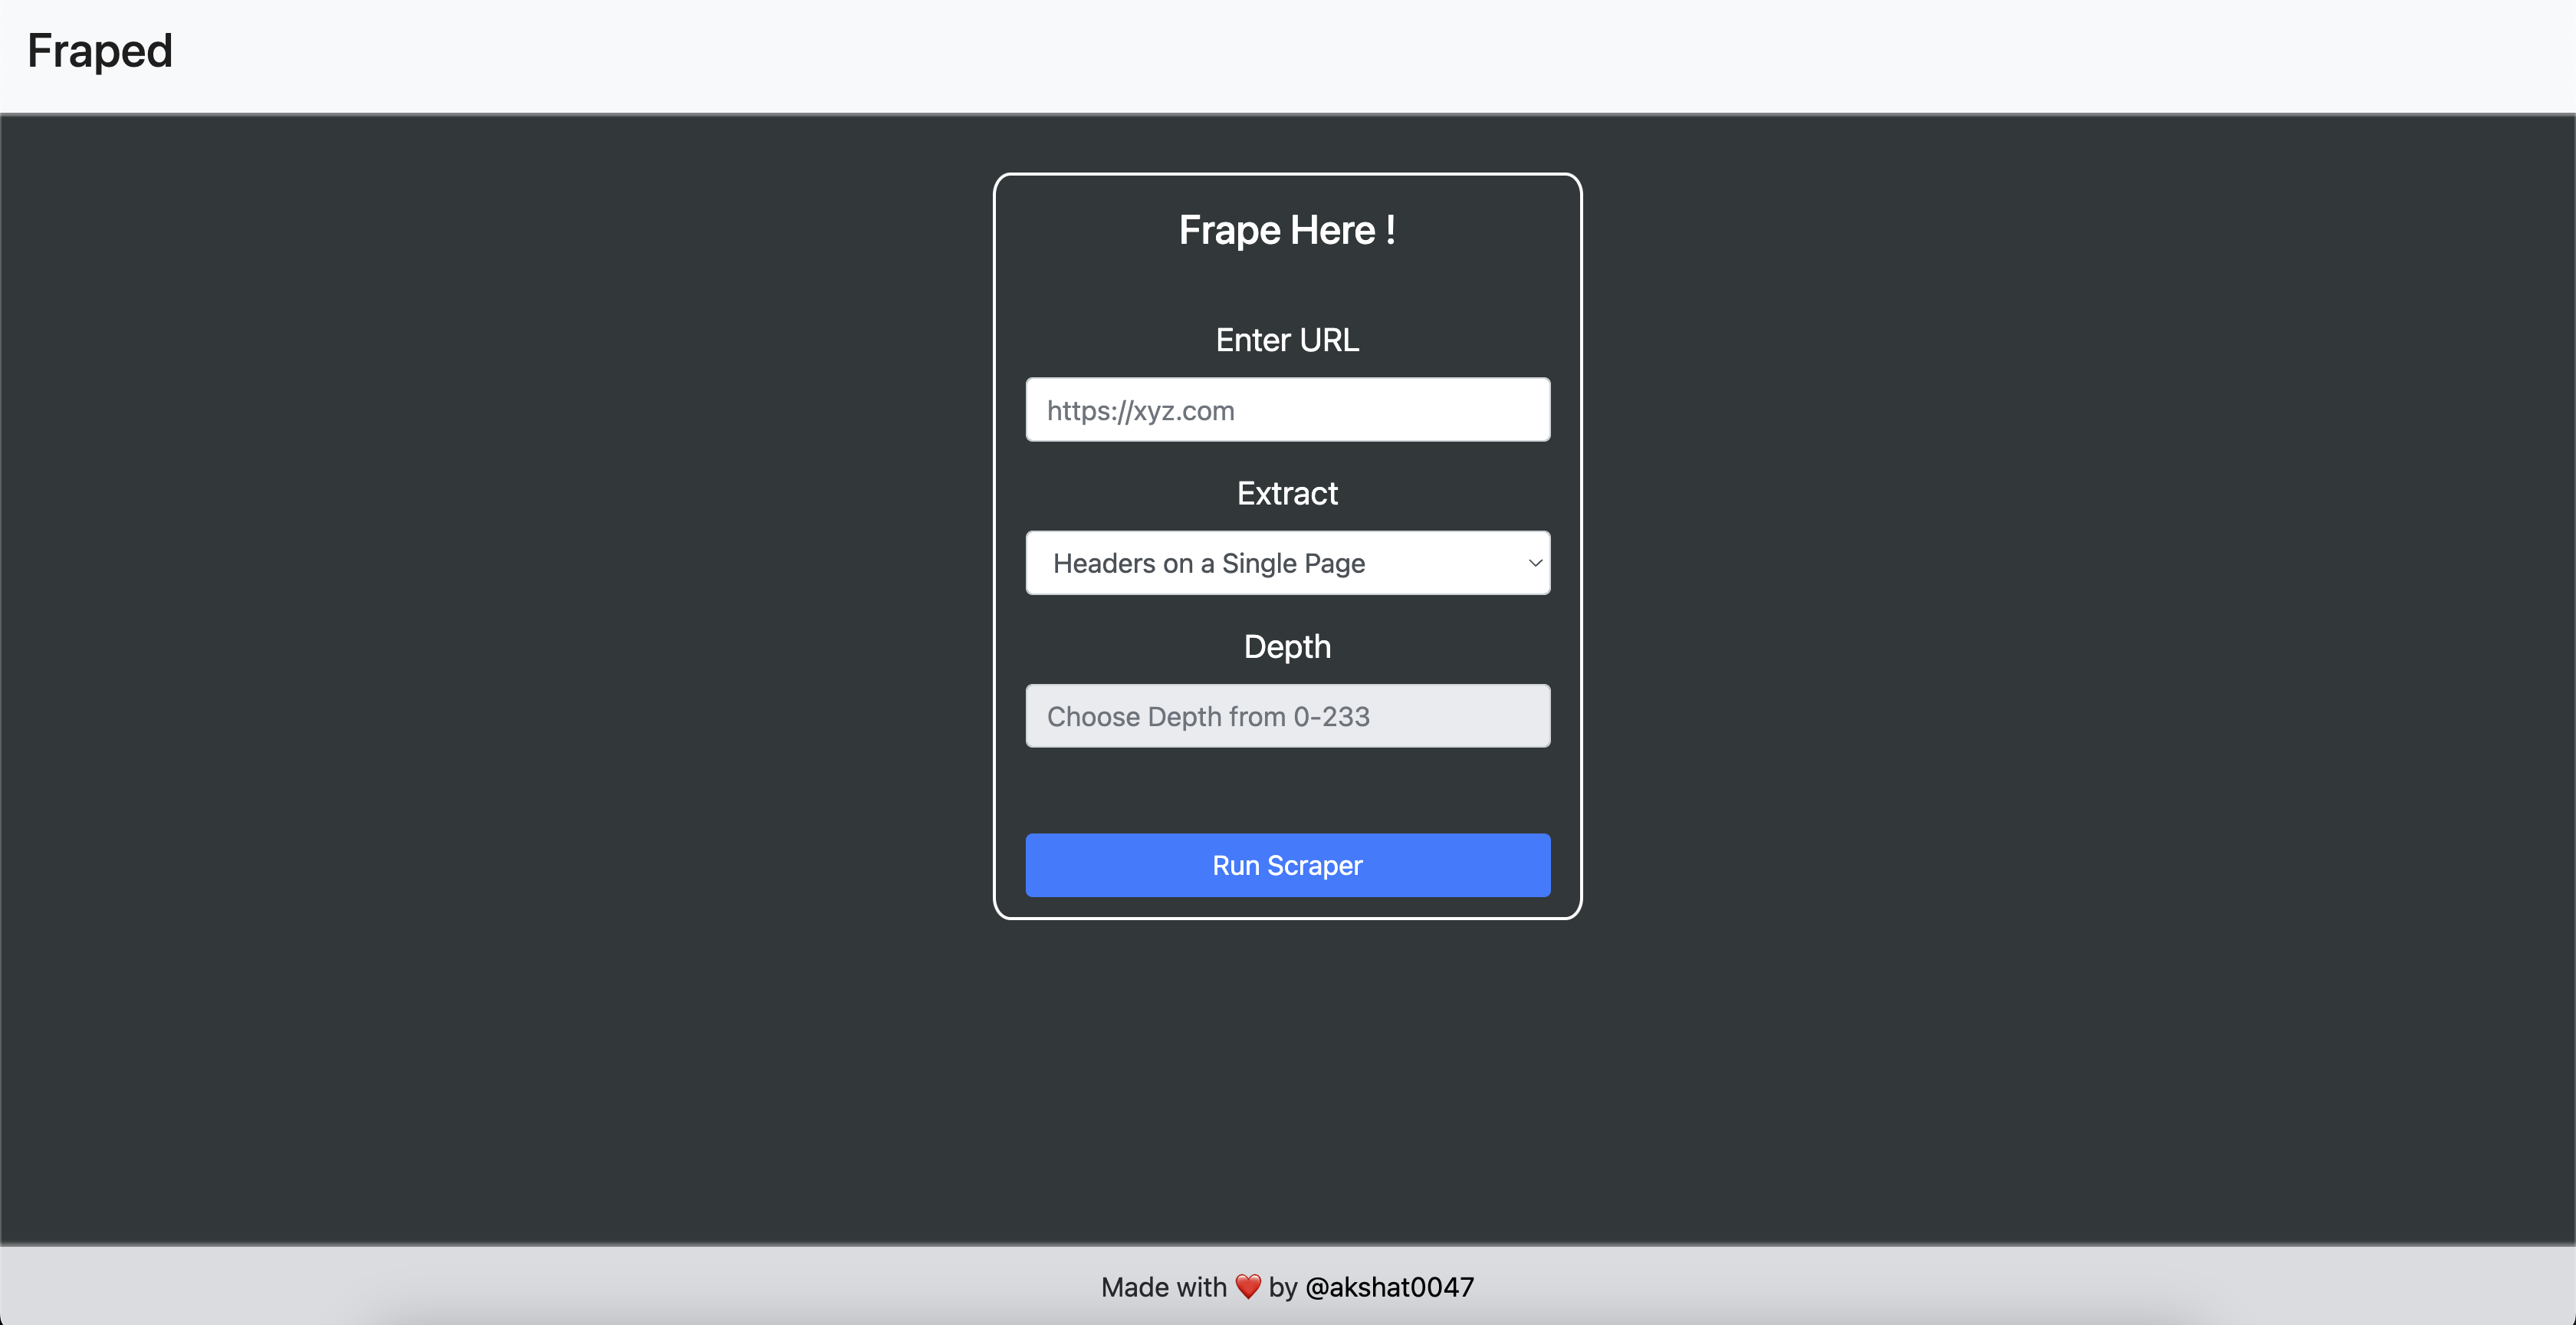 Fraped
Frape Here !
Enter URL
https://xyz.com
Extract
Headers on a Single Page
Depth
Choose Depth from 0-233
Run Scraper
Made with ❤️ by @akshat0047